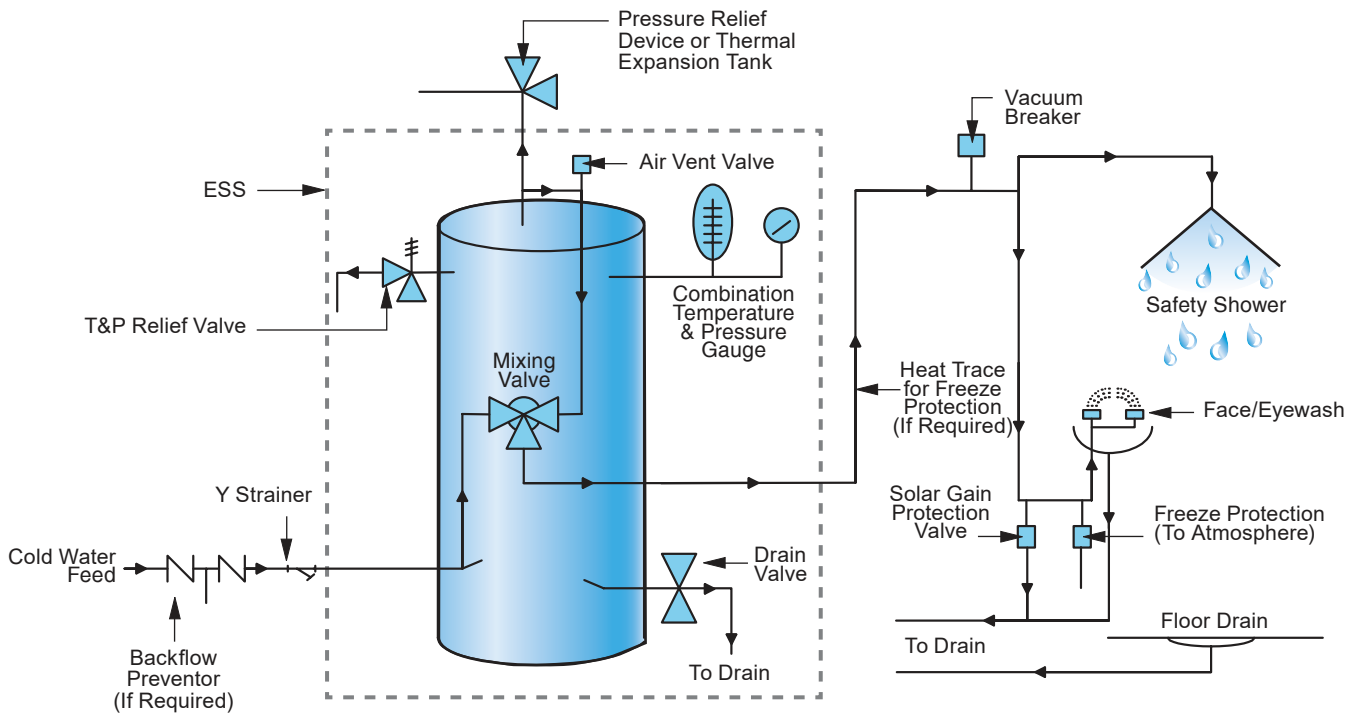 Pressure Relief
Device or Thermal
Expansion Tank
Vacuum
Breaker
Air Vent Valve
ESS
T&P Relief Valve
Combination
Temperature
& Pressure
Gauge
Safety Shower
Mixing
Valve
Heat Trace
for Freeze
Protection
(If Required)
Face/Eyewash
Y Strainer
Solar Gain
Protection
Valve
Freeze Protection
(To Atmosphere)
Cold Water
Feed
Drain
Valve
Backflow
Preventor
(If Required)
To Drain
To Drain
Floor Drain